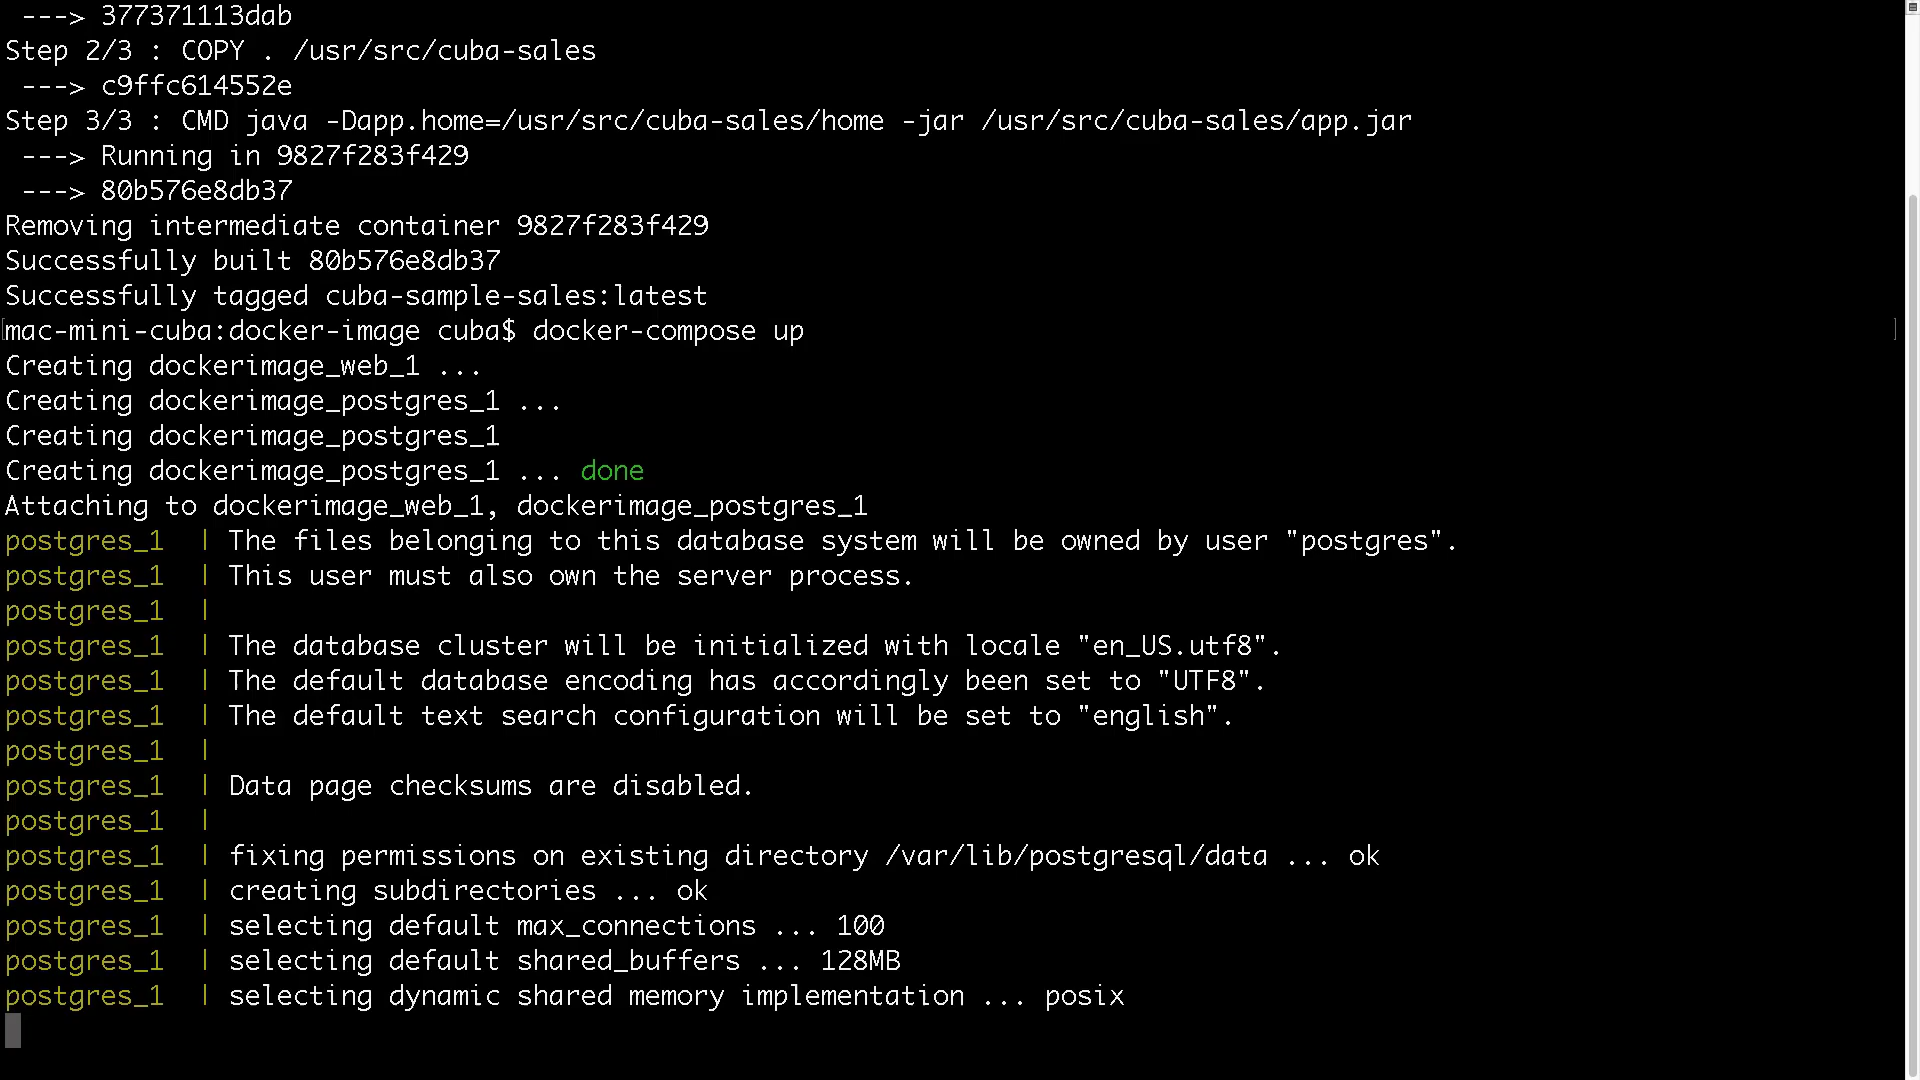 ---> 377371113dab
Step 2/3 : COPY . /usr/src/cuba-sales
---> c9ffc614552e
Step 3/3 : CMD java -Dapp.home=/usr/src/cuba-sales/home -jar /usr/src/cuba-sales/app.jar
---> Running in 9827f283f429
---> 80b576e8db37
Removing intermediate container 9827f283f429
Successfully built 80b576e8db37
Successfully tagged cuba-sample-sales:latest
[mac-mini-cuba:docker-image cuba$ docker-compose up ]
Creating dockerimage_web_1 ...
Creating dockerimage_postgres_1 ...
Creating dockerimage_postgres_1
Creating dockerimage_postgres_1 ... done
Attaching to dockerimage_web_1, dockerimage_postgres_1
postgres_1 | The files belonging to this database system will be owned by user "postgres".
postgres_1 | This user must also own the server process.
postgres_1 |
postgres_1 | The database cluster will be initialized with locale "en_US.utf8".
postgres_1 | The default database encoding has accordingly been set to "UTF8".
postgres_1 | The default text search configuration will be set to "english".
postgres_1 |
postgres_1 | Data page checksums are disabled.
postgres_1 |
postgres_1 | fixing permissions on existing directory /var/lib/postgresql/data ... ok
postgres_1 | creating subdirectories ... ok
postgres_1 | selecting default max_connections ... 100
postgres_1 | selecting default shared_buffers ... 128MB
postgres_1 | selecting dynamic shared memory implementation ... posix